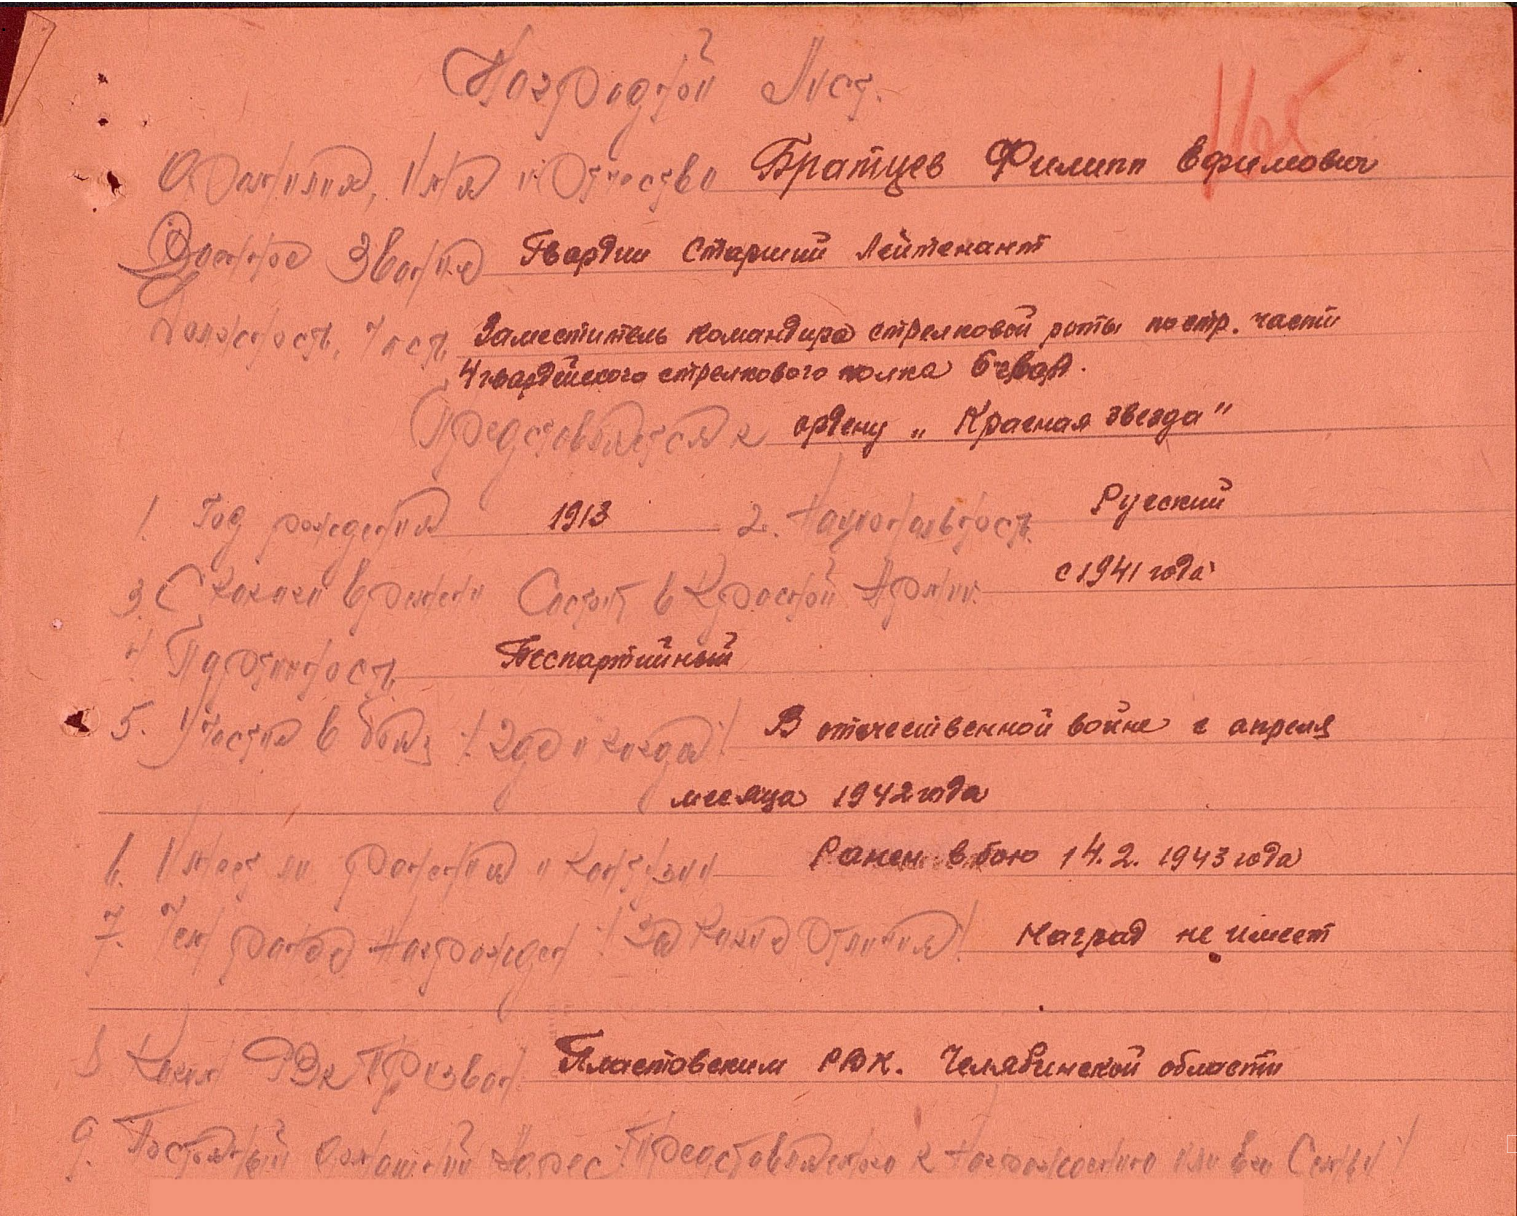 Наградной Лист.
Фамилия, Имя и Отчество Братцев Филипп Ефимович
Военное Звание Гвардии Старший Лейтенант
Должность, Часть Заместитель командира стрелковой роты по стр. части
4 гвардейского стрелкового полка 6 гвар.
Представляется к ордену „Красная звезда"
1. Год рождения 1913 2. Национальность Русский
3. С какого времени Состоит в Красной Армии с 1941 года
4. Партийность Беспартийный
5. Участие в боях /где и когда/ В отечественной войне с апреля
месяца 1942 года
6. Имеет ли ранения и контузии Ранен в бою 14.2.1943 года
7. Чем ранее награжден /За какие отличия/ Наград не имеет
8 Каким РВК Призван Пластовским РВК. Челябинской области
9. Постоянный домашний Адрес /Представляемого к Награждению или его Семьи/